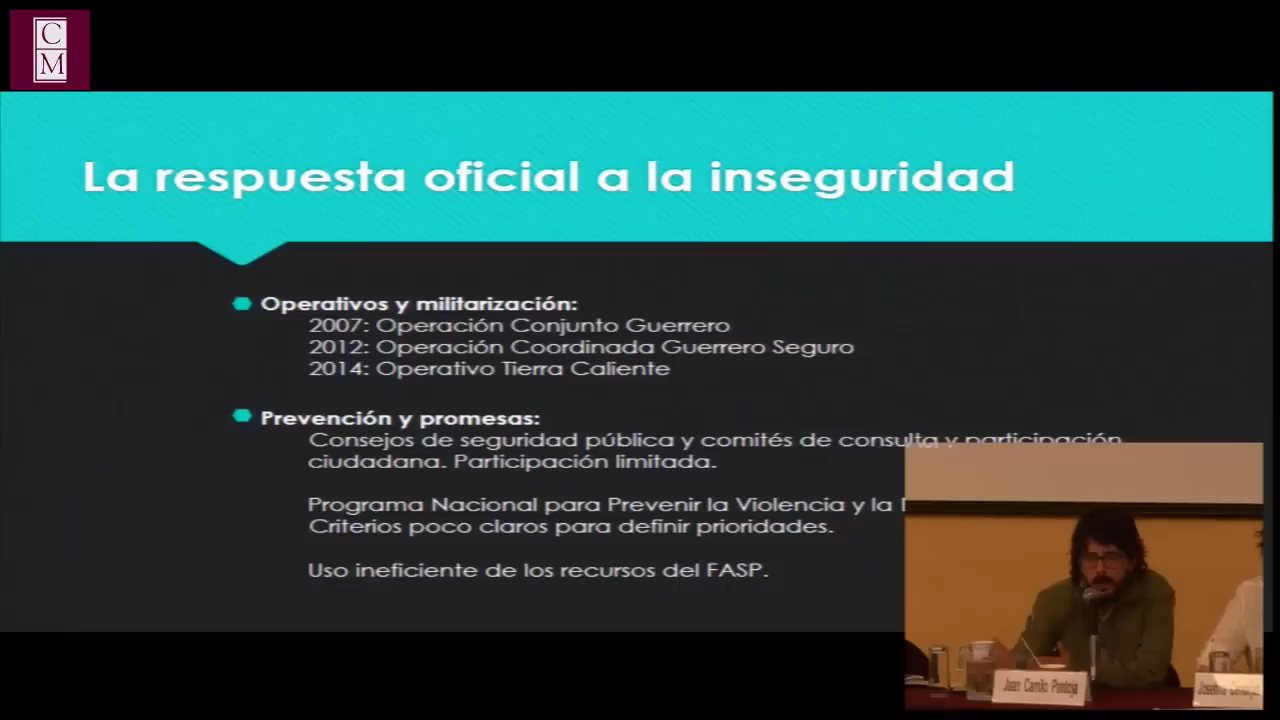 C
M
La respuesta oficial a la inseguridad
Operativos y militarización:
2007: Operación Conjunto Guerrero
2012: Operación Coordinada Guerrero Seguro
2014: Operativo Tierra Caliente
Prevención y promesas:
Consejos de seguridad pública y comités de consulta y participación
ciudadana. Participación limitada.
Programa Nacional para Prevenir la Violencia y la
Criterios poco claros para definir prioridades.
Uso ineficiente de los recursos del FASP.
Juan Camilo Pantoja